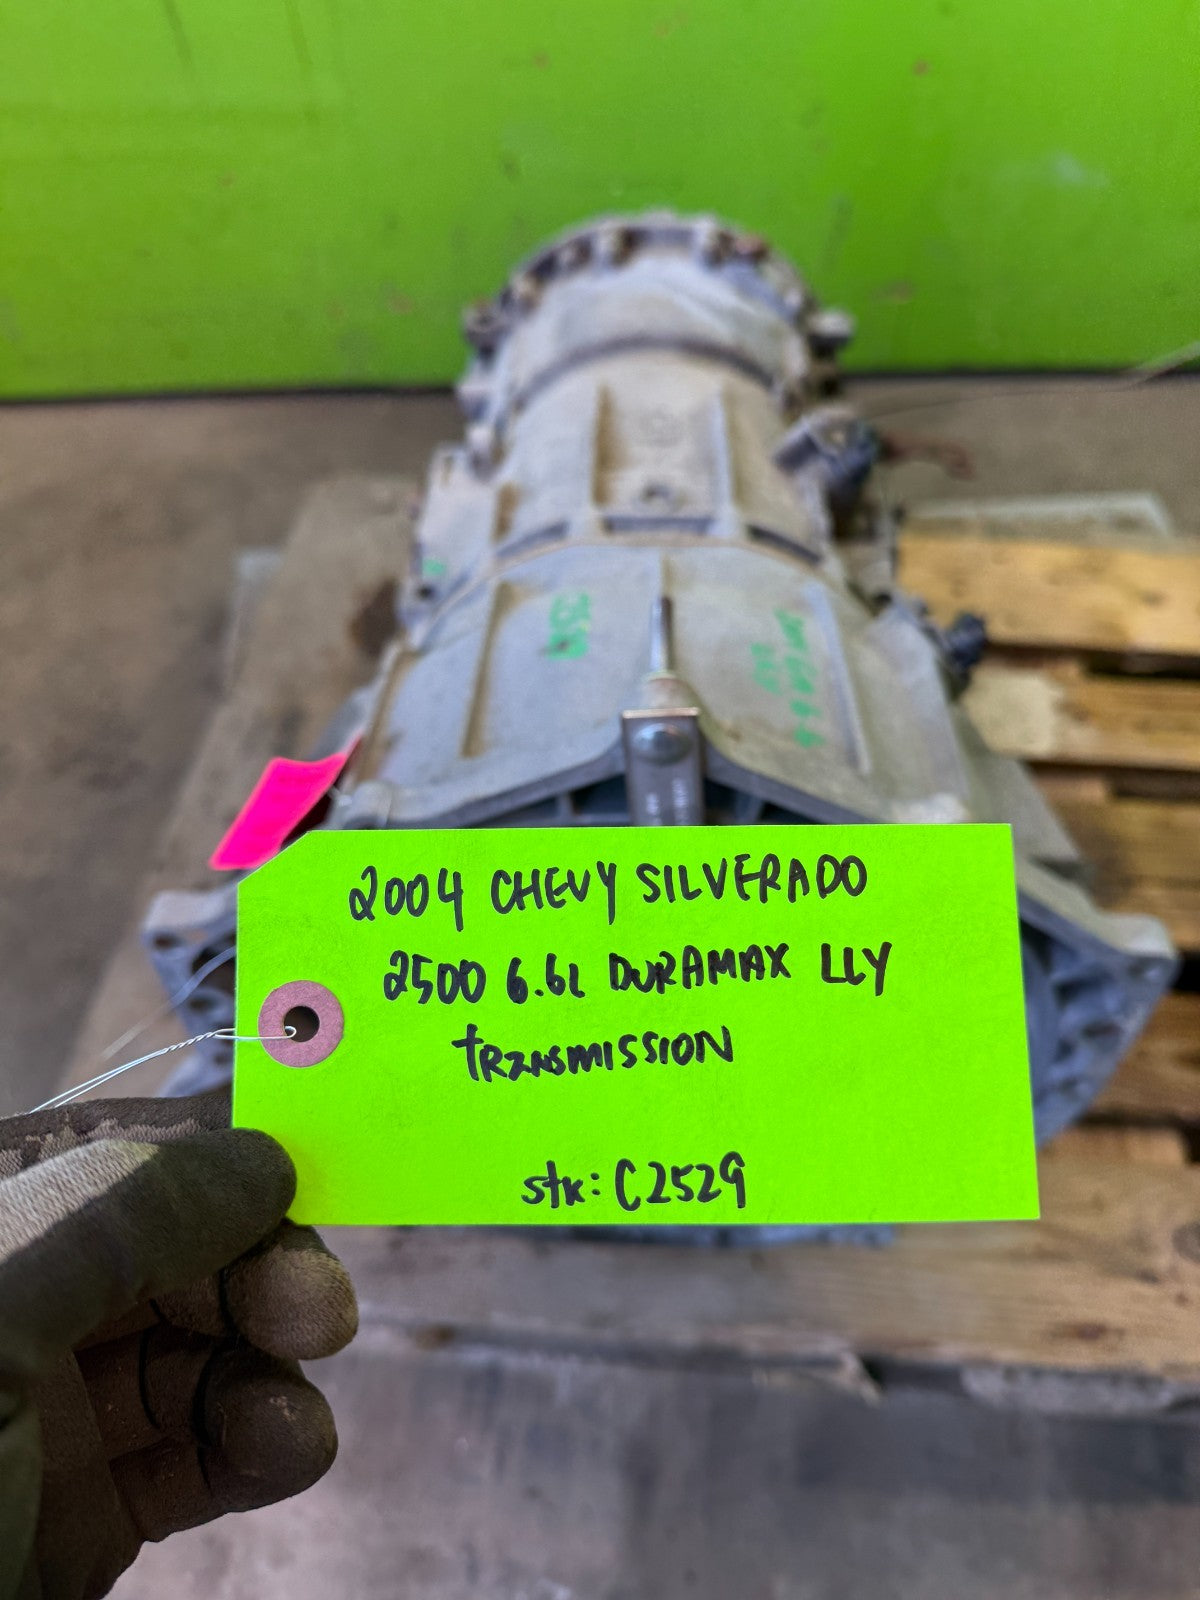 2004 CHEVY SILVERADO
2500 6.6L DURAMAX LLY
TRANSMISSION
stk: C2529